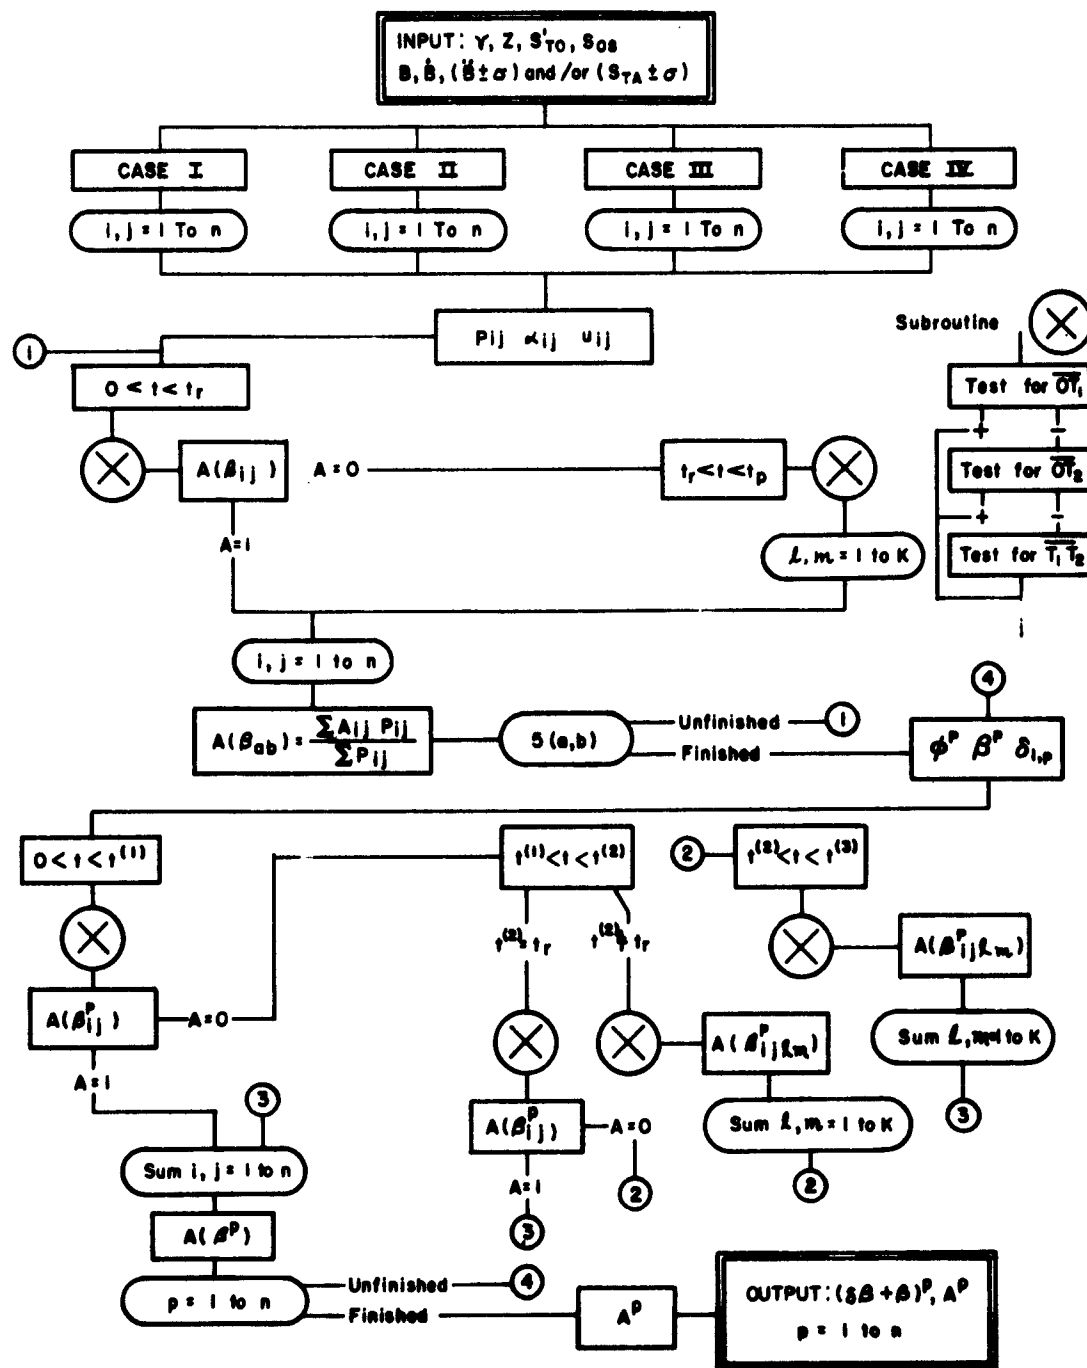 INPUT: γ, Z, S'TO, SOS
B, Ḃ, (B̈ ± σ) and/or (STA ± σ)
CASE I
CASE II
CASE III
CASE IV
i, j = 1 To n
i, j = 1 To n
i, j = 1 To n
i, j = 1 To n
Pij αij uij
Subroutine
1
0 < t < tr
Test for OT1
+ -
A(βij)
A=0
tr < t < tp
Test for OT2
+ -
A=1
l, m = 1 to K
Test for T1 T2
i
i, j = 1 to n
4
A(βab) = ΣAij Pij / ΣPij
5(a,b)
Unfinished
1
Finished
φP βP δi,p
0 < t < t(1)
t(1) < t < t(2)
2
t(2) < t < t(3)
t(2) = tr
t(2) ≠ tr
A(βPijlm)
A(βPij)
A=0
A(βPijlm)
Sum l, m=1 to K
A=1
3
A(βPij)
A=0
Sum l, m = 1 to K
3
Sum i, j = 1 to n
A=1
2
2
A(βP)
3
p = 1 to n
Unfinished
4
Finished
AP
OUTPUT: (δβ + β)P, AP
p = 1 to n